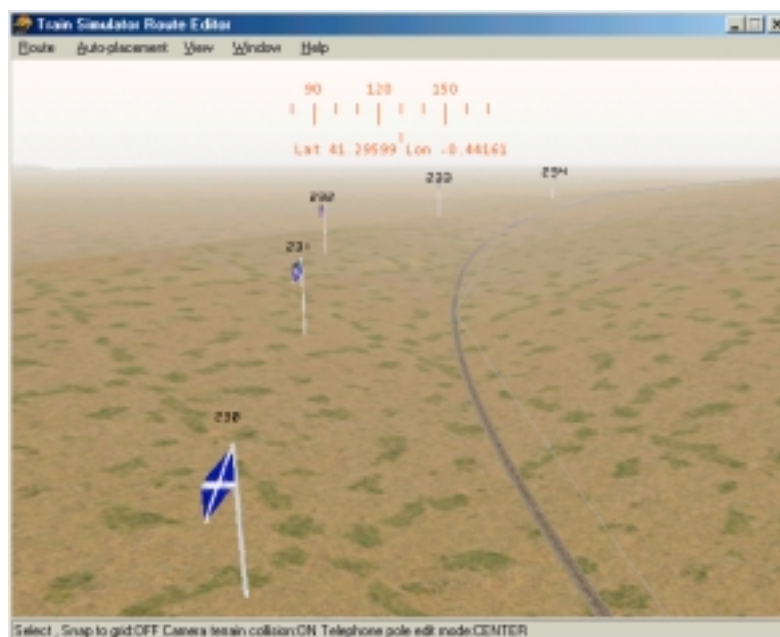 Train Simulator Route Editor
Route Auto-placement View Window Help
90 120 150
Lat 41.29599 Lon -0.44161
234
233
232
231
230
Select , Snap to grid:OFF Camera terrain collision:ON Telephone pole edit mode:CENTER